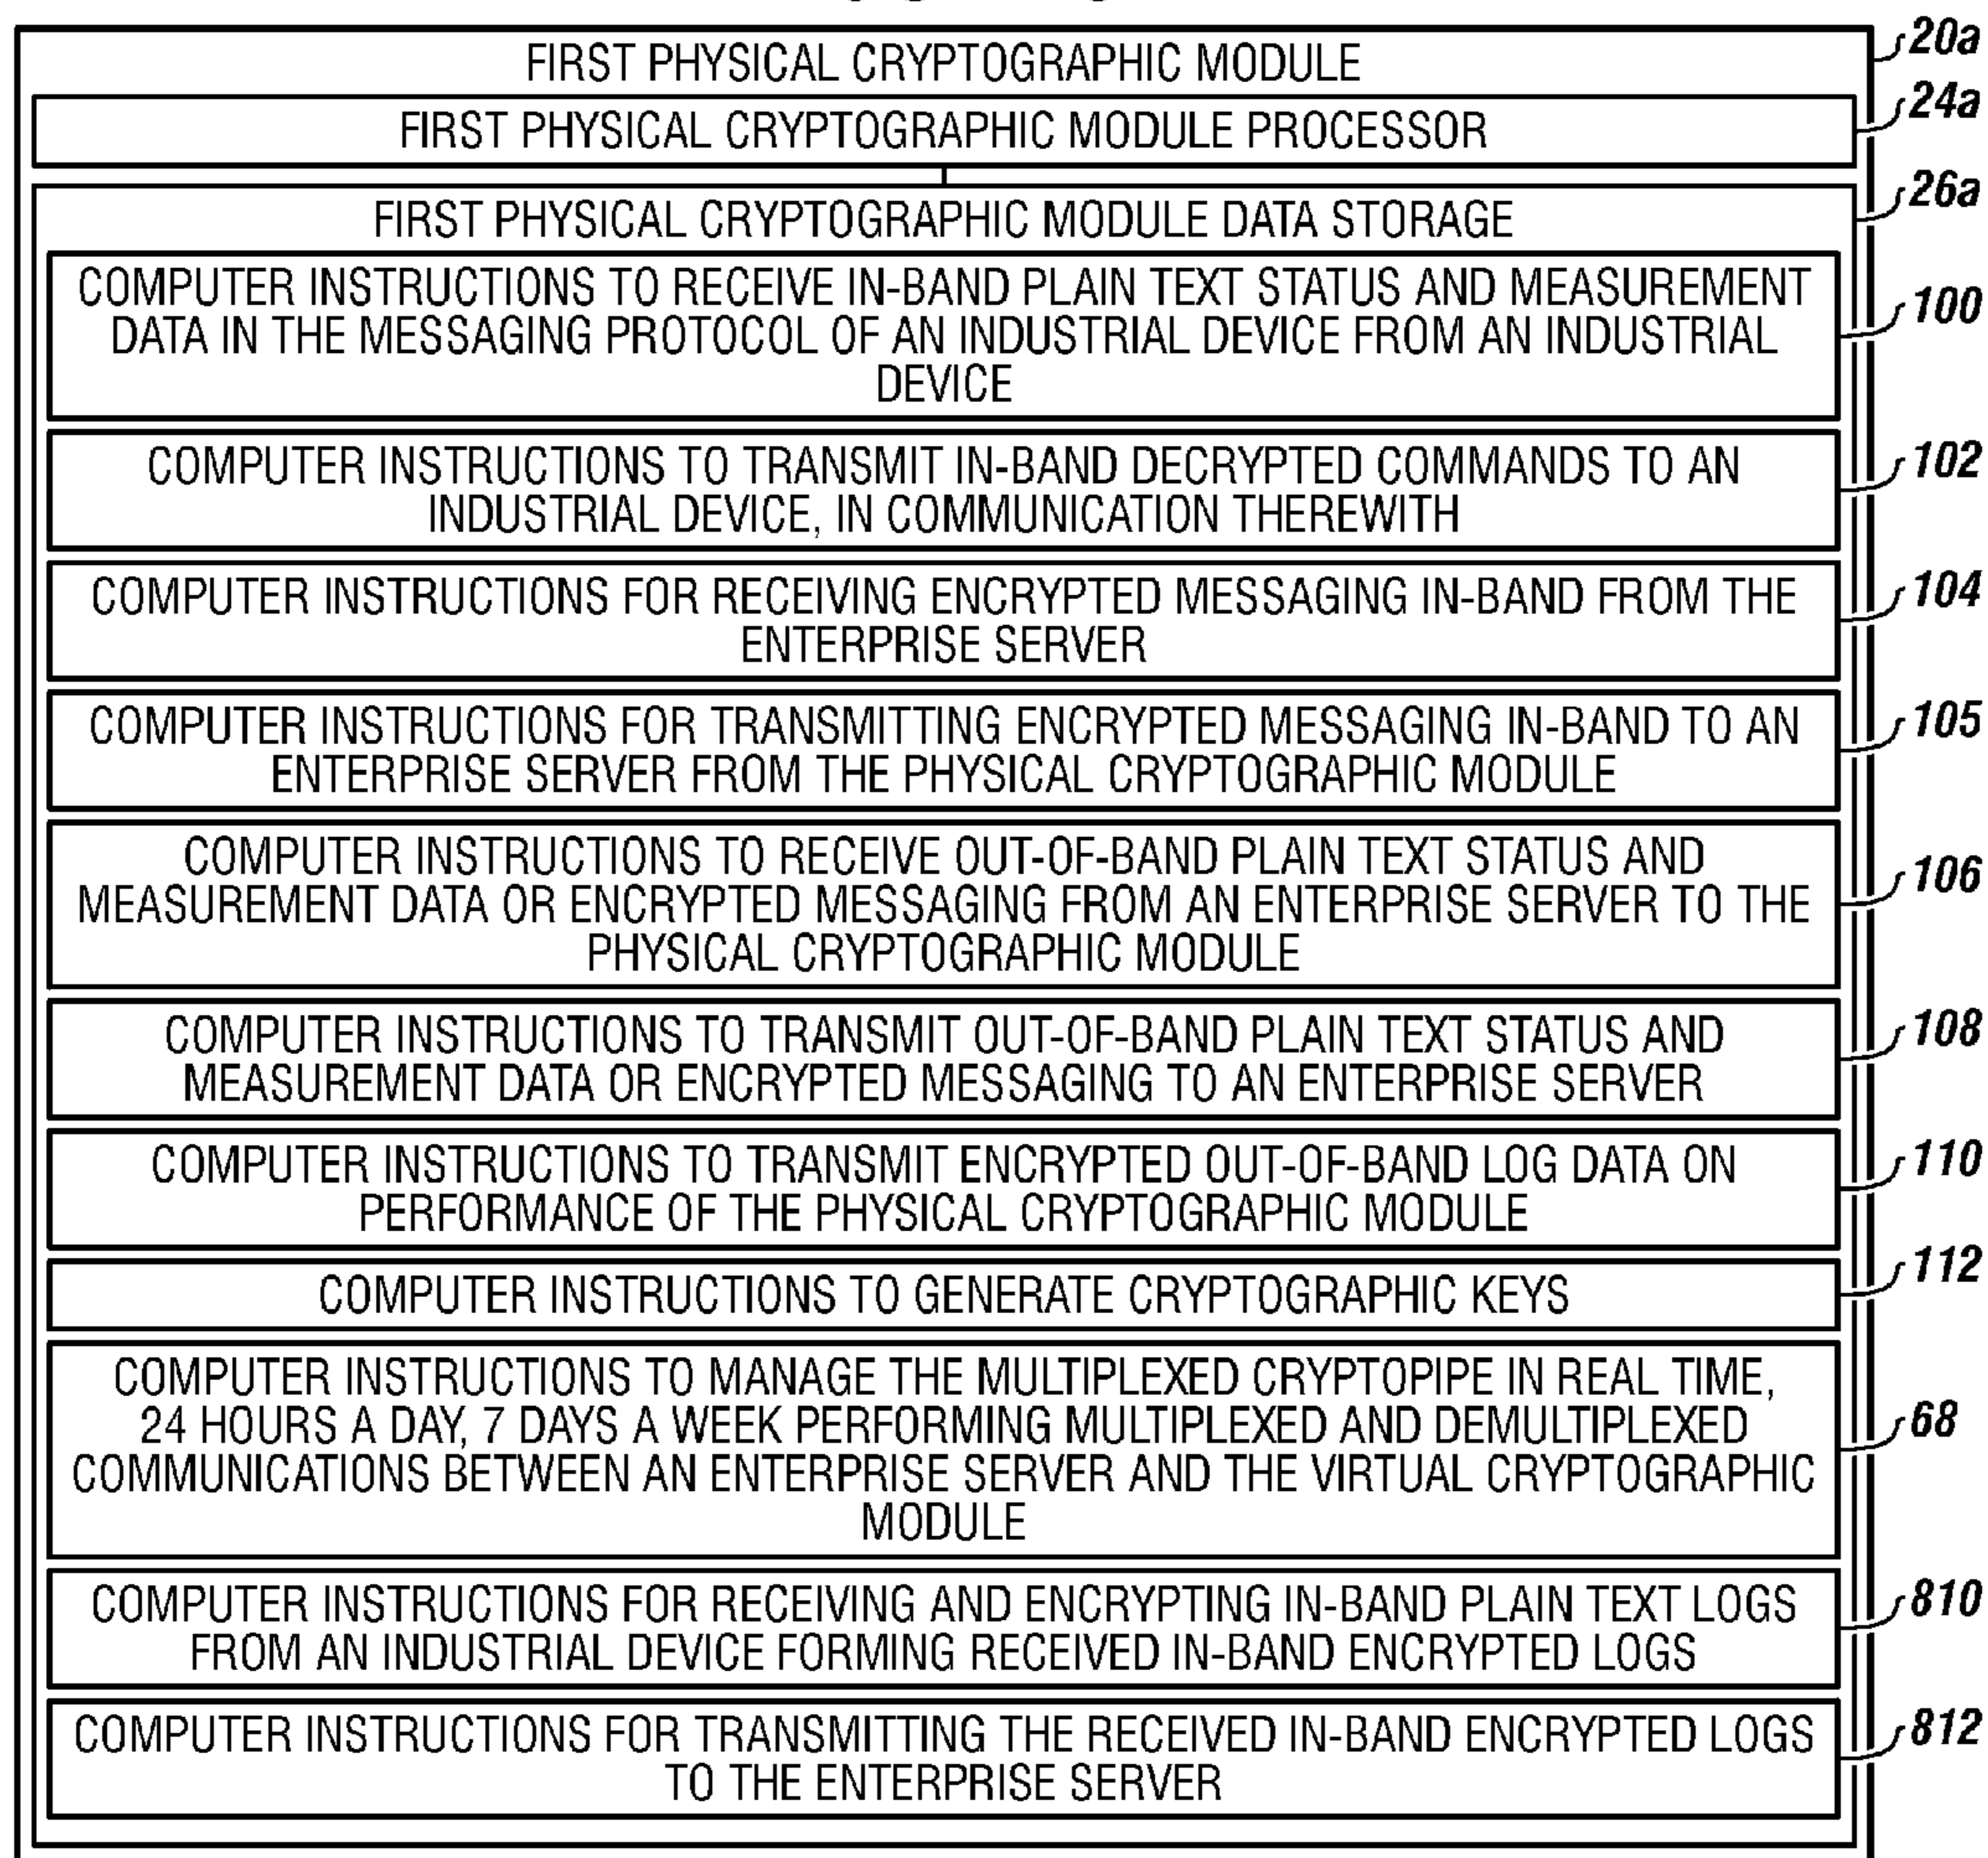 FIRST PHYSICAL CRYPTOGRAPHIC MODULE
20a
FIRST PHYSICAL CRYPTOGRAPHIC MODULE PROCESSOR
24a
FIRST PHYSICAL CRYPTOGRAPHIC MODULE DATA STORAGE
26a
COMPUTER INSTRUCTIONS TO RECEIVE IN-BAND PLAIN TEXT STATUS AND MEASUREMENT
DATA IN THE MESSAGING PROTOCOL OF AN INDUSTRIAL DEVICE FROM AN INDUSTRIAL
DEVICE
100
COMPUTER INSTRUCTIONS TO TRANSMIT IN-BAND DECRYPTED COMMANDS TO AN
INDUSTRIAL DEVICE, IN COMMUNICATION THEREWITH
102
COMPUTER INSTRUCTIONS FOR RECEIVING ENCRYPTED MESSAGING IN-BAND FROM THE
ENTERPRISE SERVER
104
COMPUTER INSTRUCTIONS FOR TRANSMITTING ENCRYPTED MESSAGING IN-BAND TO AN
ENTERPRISE SERVER FROM THE PHYSICAL CRYPTOGRAPHIC MODULE
105
COMPUTER INSTRUCTIONS TO RECEIVE OUT-OF-BAND PLAIN TEXT STATUS AND
MEASUREMENT DATA OR ENCRYPTED MESSAGING FROM AN ENTERPRISE SERVER TO THE
PHYSICAL CRYPTOGRAPHIC MODULE
106
COMPUTER INSTRUCTIONS TO TRANSMIT OUT-OF-BAND PLAIN TEXT STATUS AND
MEASUREMENT DATA OR ENCRYPTED MESSAGING TO AN ENTERPRISE SERVER
108
COMPUTER INSTRUCTIONS TO TRANSMIT ENCRYPTED OUT-OF-BAND LOG DATA ON
PERFORMANCE OF THE PHYSICAL CRYPTOGRAPHIC MODULE
110
COMPUTER INSTRUCTIONS TO GENERATE CRYPTOGRAPHIC KEYS
112
COMPUTER INSTRUCTIONS TO MANAGE THE MULTIPLEXED CRYPTOPIPE IN REAL TIME,
24 HOURS A DAY, 7 DAYS A WEEK PERFORMING MULTIPLEXED AND DEMULTIPLEXED
COMMUNICATIONS BETWEEN AN ENTERPRISE SERVER AND THE VIRTUAL CRYPTOGRAPHIC
MODULE
68
COMPUTER INSTRUCTIONS FOR RECEIVING AND ENCRYPTING IN-BAND PLAIN TEXT LOGS
FROM AN INDUSTRIAL DEVICE FORMING RECEIVED IN-BAND ENCRYPTED LOGS
810
COMPUTER INSTRUCTIONS FOR TRANSMITTING THE RECEIVED IN-BAND ENCRYPTED LOGS
TO THE ENTERPRISE SERVER
812